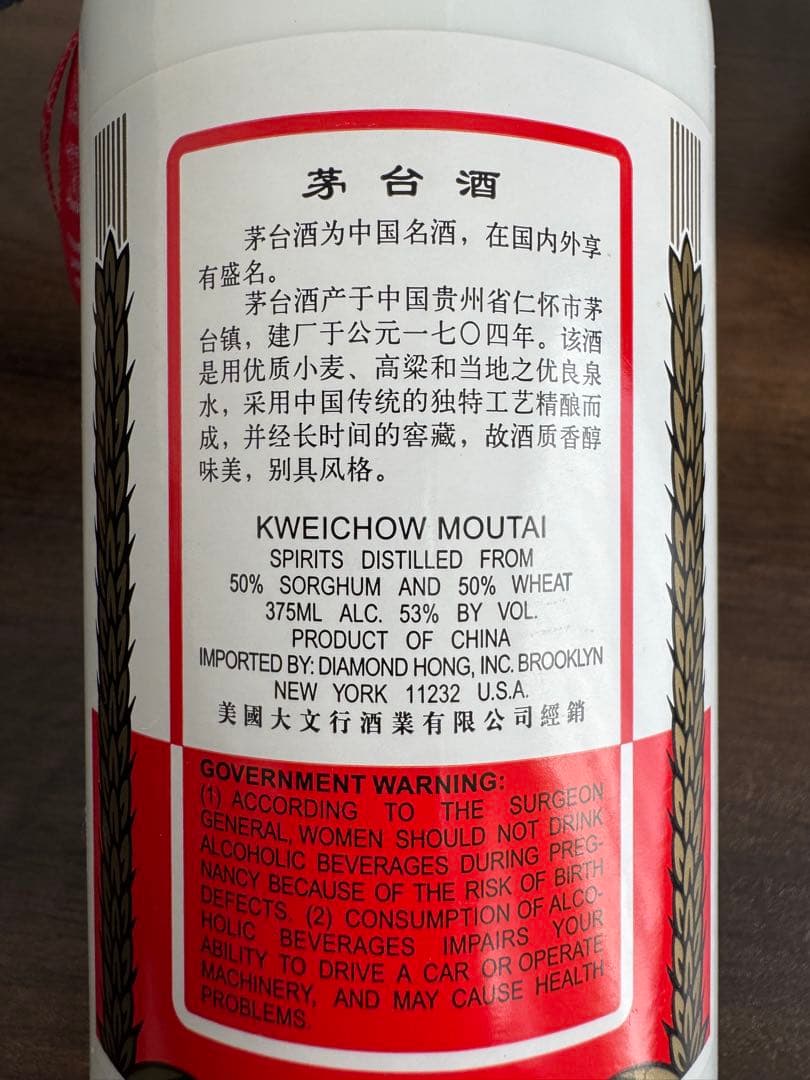 茅台酒
茅台酒为中国名酒，在国内外享
有盛名。
茅台酒产于中国贵州省仁怀市茅
台镇，建厂于公元一七〇四年。该酒
是用优质小麦、高粱和当地之优良泉
水，采用中国传统的独特工艺精酿而
成，并经长时间的窖藏，故酒质香醇
味美，别具风格。
KWEICHOW MOUTAI
SPIRITS DISTILLED FROM
50% SORGHUM AND 50% WHEAT
375ML ALC. 53% BY VOL.
PRODUCT OF CHINA
IMPORTED BY: DIAMOND HONG, INC. BROOKLYN
NEW YORK 11232 U.S.A.
美國大文行酒業有限公司經銷
GOVERNMENT WARNING:
(1) ACCORDING TO THE SURGEON
GENERAL, WOMEN SHOULD NOT DRINK
ALCOHOLIC BEVERAGES DURING PREG-
NANCY BECAUSE OF THE RISK OF BIRTH
DEFECTS. (2) CONSUMPTION OF ALCO-
HOLIC BEVERAGES IMPAIRS YOUR
ABILITY TO DRIVE A CAR OR OPERATE
MACHINERY, AND MAY CAUSE HEALTH
PROBLEMS.